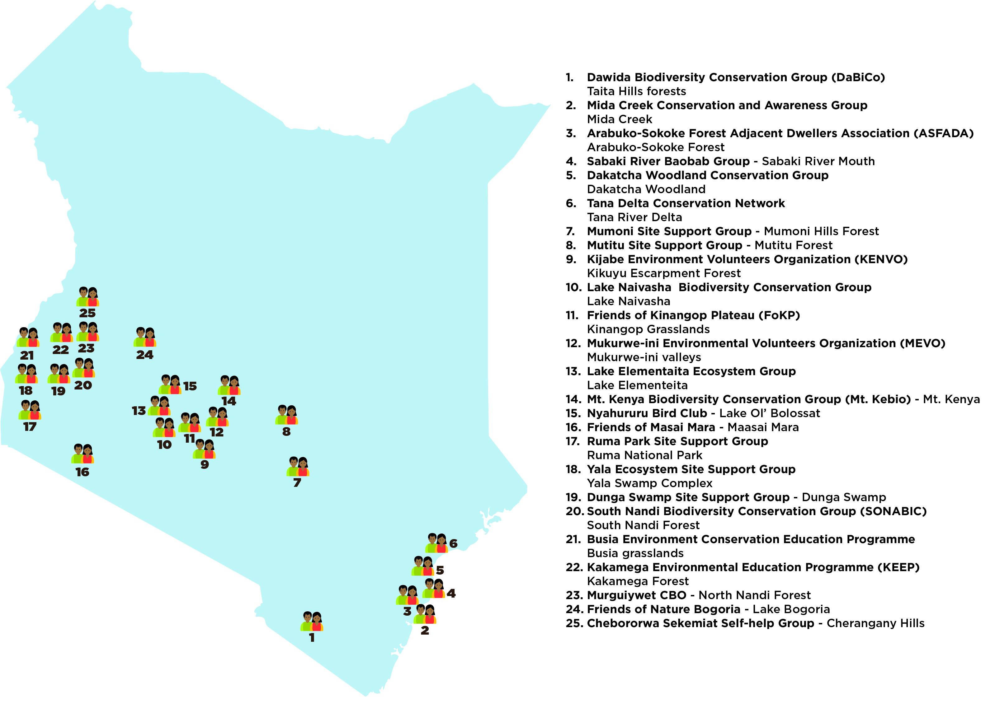 25
21
22
23
24
18
19
20
15
14
13
17
10
11
12
8
9
16
7
6
5
4
3
2
1
1. Dawida Biodiversity Conservation Group (DaBiCo)
Taita Hills forests
2. Mida Creek Conservation and Awareness Group
Mida Creek
3. Arabuko-Sokoke Forest Adjacent Dwellers Association (ASFADA)
Arabuko-Sokoke Forest
4. Sabaki River Baobab Group - Sabaki River Mouth
5. Dakatcha Woodland Conservation Group
Dakatcha Woodland
6. Tana Delta Conservation Network
Tana River Delta
7. Mumoni Site Support Group - Mumoni Hills Forest
8. Mutitu Site Support Group - Mutitu Forest
9. Kijabe Environment Volunteers Organization (KENVO)
Kikuyu Escarpment Forest
10. Lake Naivasha  Biodiversity Conservation Group
Lake Naivasha
11. Friends of Kinangop Plateau (FoKP)
Kinangop Grasslands
12. Mukurwe-ini Environmental Volunteers Organization (MEVO)
Mukurwe-ini valleys
13. Lake Elementaita Ecosystem Group
Lake Elementeita
14. Mt. Kenya Biodiversity Conservation Group (Mt. Kebio) - Mt. Kenya
15. Nyahururu Bird Club - Lake Ol’ Bolossat
16. Friends of Masai Mara - Maasai Mara
17. Ruma Park Site Support Group
Ruma National Park
18. Yala Ecosystem Site Support Group
Yala Swamp Complex
19. Dunga Swamp Site Support Group - Dunga Swamp
20. South Nandi Biodiversity Conservation Group (SONABIC)
South Nandi Forest
21. Busia Environment Conservation Education Programme
Busia grasslands
22. Kakamega Environmental Education Programme (KEEP)
Kakamega Forest
23. Murguiywet CBO - North Nandi Forest
24. Friends of Nature Bogoria - Lake Bogoria
25. Chebororwa Sekemiat Self-help Group - Cherangany Hills